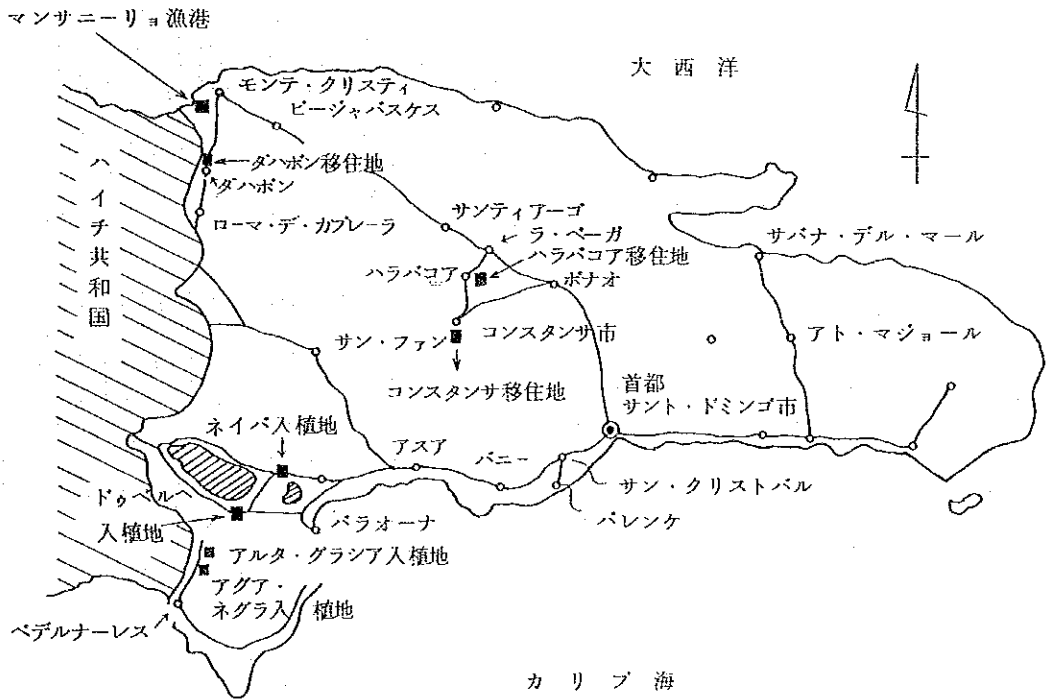 マンサニーリョ漁港
大西洋
モンテ・クリスティ
ビージャバスケス
ダハボン移住地
ダハボン
ハイチ共和国
ローマ・デ・カブレーラ
サンティアーゴ
ラ・ベーガ
ハラバコア移住地
サバナ・デル・マール
ハラバコア
ボナオ
サン・ファン
コンスタンサ市
アト・マジョール
コンスタンサ移住地
首都
サント・ドミンゴ市
ネイバ入植地
アスア
バニー
サン・クリストバル
ドゥベルヘ
入植地
バラオーナ
パレンケ
アルタ・グラシア入植地
アグア・
ネグラ入植地
ペデルナーレス
カリブ海